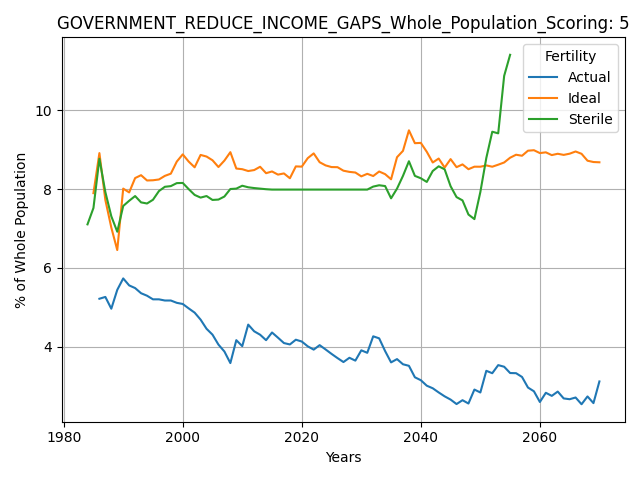 GOVERNMENT_REDUCE_INCOME_GAPS_Whole_Population_Scoring: 5
Fertility
Actual
Ideal
Sterile
% of Whole Population
10
8
6
4
1980 2000 2020 2040 2060
Years